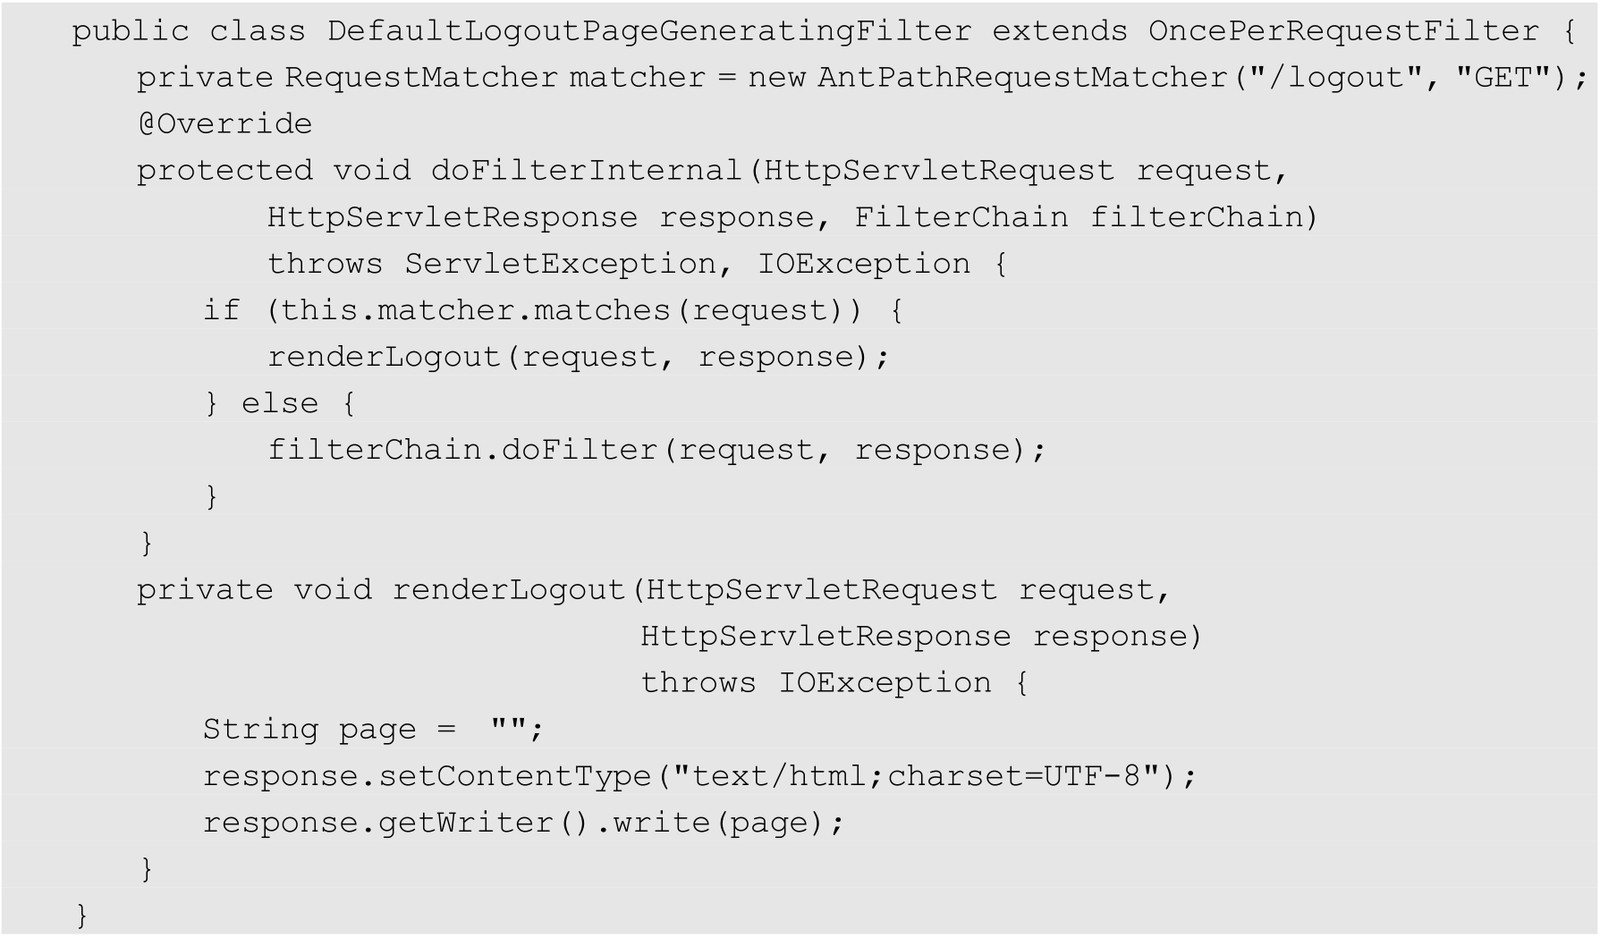 public class DefaultLogoutPageGeneratingFilter extends OncePerRequestFilter {
private RequestMatcher matcher = new AntPathRequestMatcher("/logout", "GET");
@Override
protected void doFilterInternal(HttpServletRequest request,
HttpServletResponse response, FilterChain filterChain)
throws ServletException, IOException {
if (this.matcher.matches(request)) {
renderLogout(request, response);
} else {
filterChain.doFilter(request, response);
}
}
private void renderLogout(HttpServletRequest request,
HttpServletResponse response)
throws IOException {
String page =  "";
response.setContentType("text/html;charset=UTF-8");
response.getWriter().write(page);
}
}